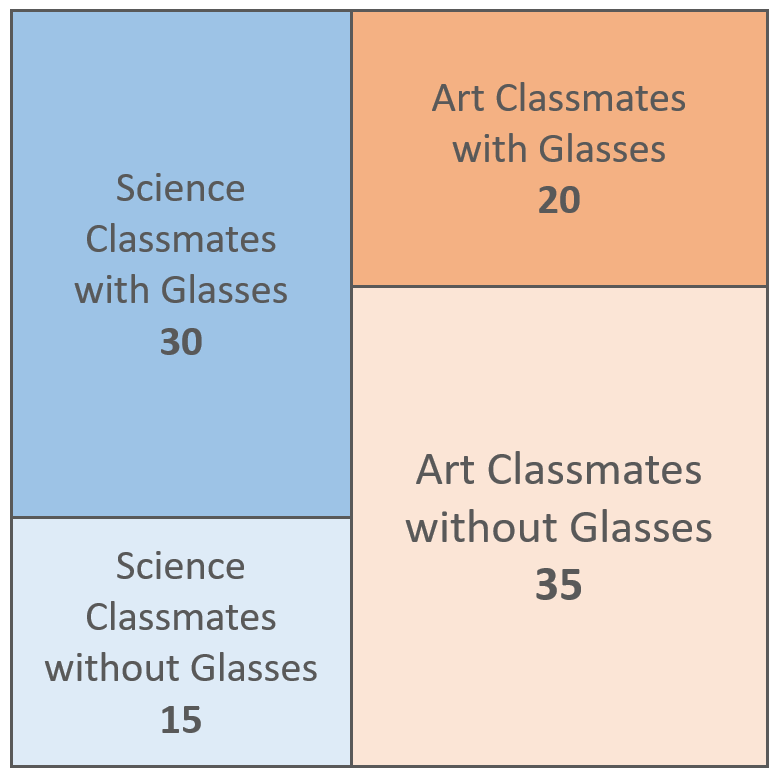 Science
Classmates
with Glasses
30
Science
Classmates
without Glasses
15
Art Classmates
with Glasses
20
Art Classmates
without Glasses
35